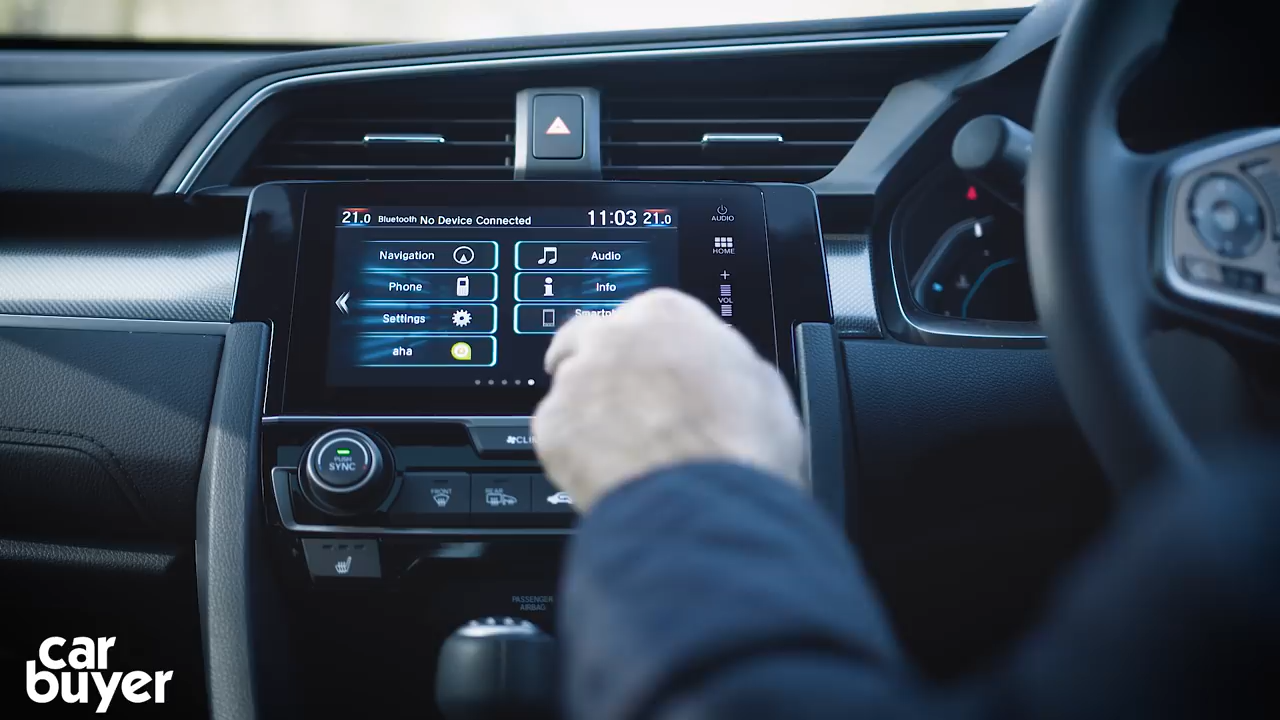 21.0 Bluetooth No Device Connected 11:03 21.0
Navigation
Audio
Phone
Info
Settings
aha
AUDIO
HOME
+
VOL
PUSH
SYNC
FRONT
REAR
PASSENGER
AIRBAG
car
buyer